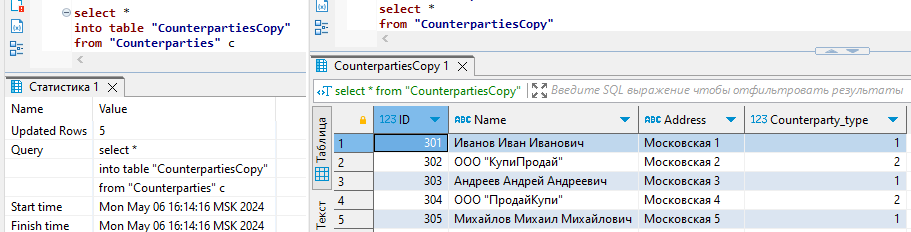 select *
into table "CounterpartiesCopy"
from "Counterparties" c
Статистика 1
Name Value
Updated Rows 5
Query select *
into table "CounterpartiesCopy"
from "Counterparties" c
Start time Mon May 06 16:14:16 MSK 2024
Finish time Mon May 06 16:14:16 MSK 2024
select *
from "CounterpartiesCopy"
CounterpartiesCopy 1
select * from "CounterpartiesCopy" Введите SQL выражение чтобы отфильтровать результаты
Таблица
Текст
123 ID ABC Name ABC Address 123 Counterparty_type
1 301 Иванов Иван Иванович Московская 1 1
2 302 ООО "КупиПродай" Московская 2 2
3 303 Андреев Андрей Андреевич Московская 3 1
4 304 ООО "ПродайКупи" Московская 4 2
5 305 Михайлов Михаил Михайлович Московская 5 1